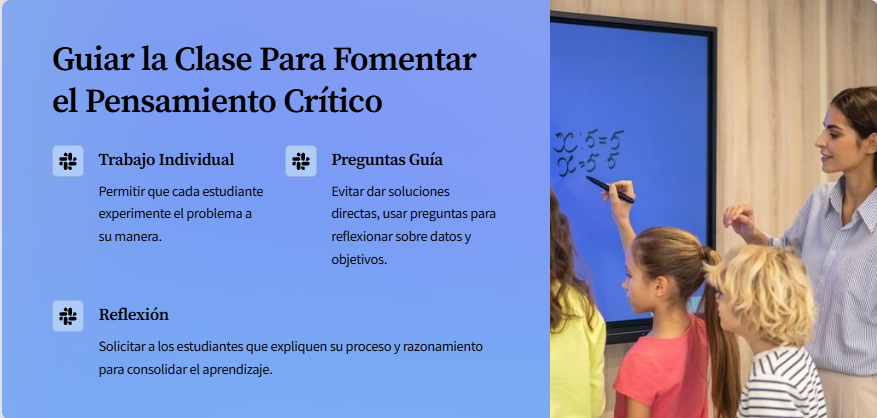 Guiar la Clase Para Fomentar
el Pensamiento Crítico
Trabajo Individual
Permitir que cada estudiante
experimente el problema a
su manera.
Preguntas Guía
Evitar dar soluciones
directas, usar preguntas para
reflexionar sobre datos y
objetivos.
Reflexión
Solicitar a los estudiantes que expliquen su proceso y razonamiento
para consolidar el aprendizaje.
x:5=5
x=5 5